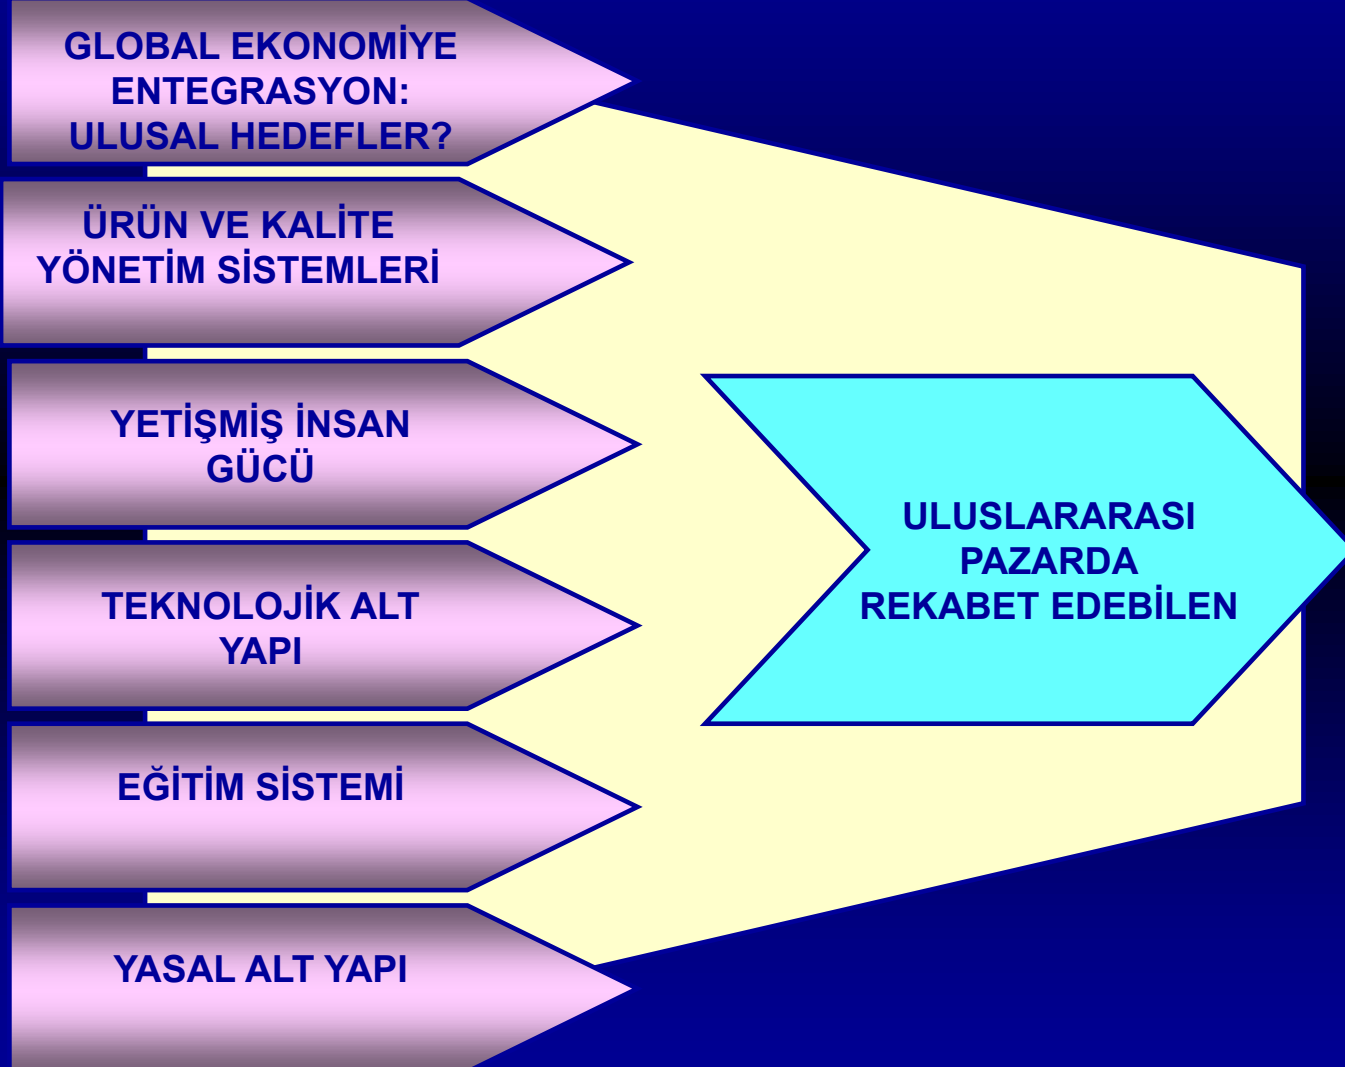 GLOBAL EKONOMİYE
ENTEGRASYON:
ULUSAL HEDEFLER?
ÜRÜN VE KALİTE
YÖNETİM SİSTEMLERİ
YETİŞMİŞ İNSAN
GÜCÜ
TEKNOLOJİK ALT
YAPI
EĞİTİM SİSTEMİ
YASAL ALT YAPI
ULUSLARARASI
PAZARDA
REKABET EDEBİLEN